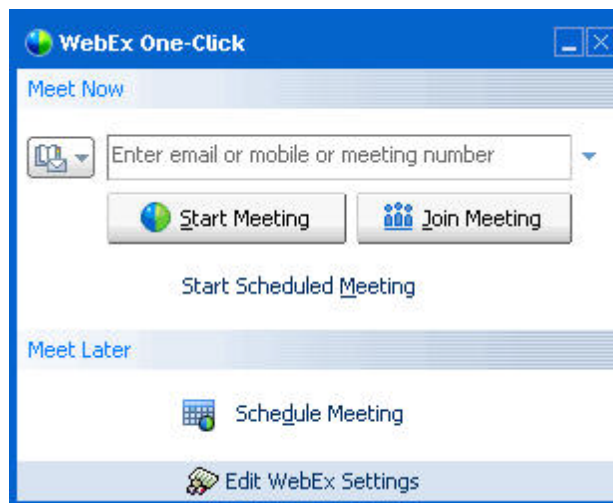 WebEx One-Click
Meet Now
Enter email or mobile or meeting number
Start Meeting
Join Meeting
Start Scheduled Meeting
Meet Later
Schedule Meeting
Edit WebEx Settings